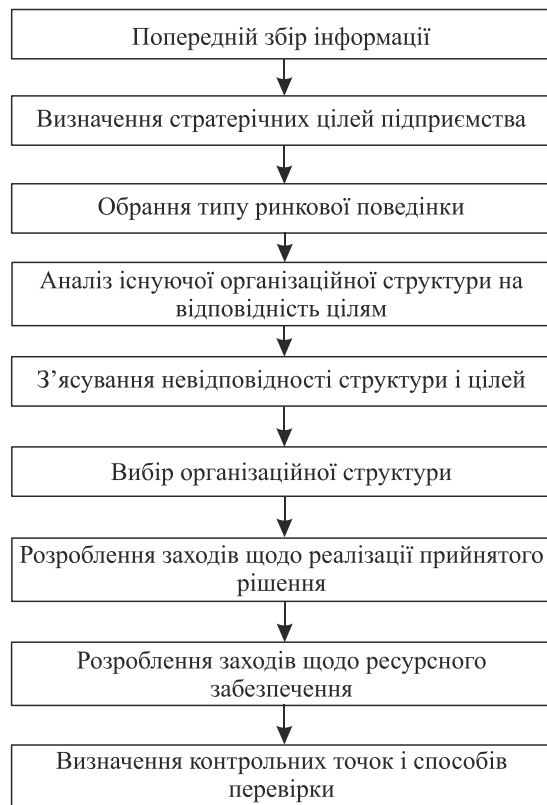 Попередній збір інформації
Визначення стратерічних цілей підприємства
Обрання типу ринкової поведінки
Аналіз існуючої організаційної структури на
відповідність цілям
З’ясування невідповідності структури і цілей
Вибір організаційної структури
Розроблення заходів щодо реалізації прийнятого
рішення
Розроблення заходів щодо ресурсного
забезпечення
Визначення контрольних точок і способів
перевірки